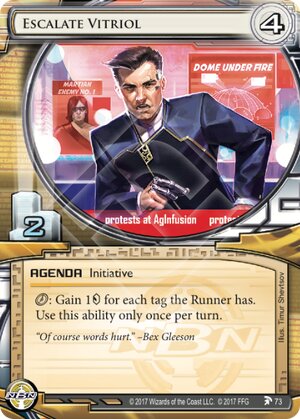 Escalate Vitriol
4
MARTIAN
ENEMY NO. 1
DOME UNDER FIRE
protests at AgInfusion
2
AGENDA Initiative
: Gain 1 for each tag the Runner has.
Use this ability only once per turn.
"Of course words hurt." –Bex Gleeson
NBN
Illus. Timur Shevtsov
NBN
© 2017 Wizards of the Coast LLC. © 2017 FFG
73